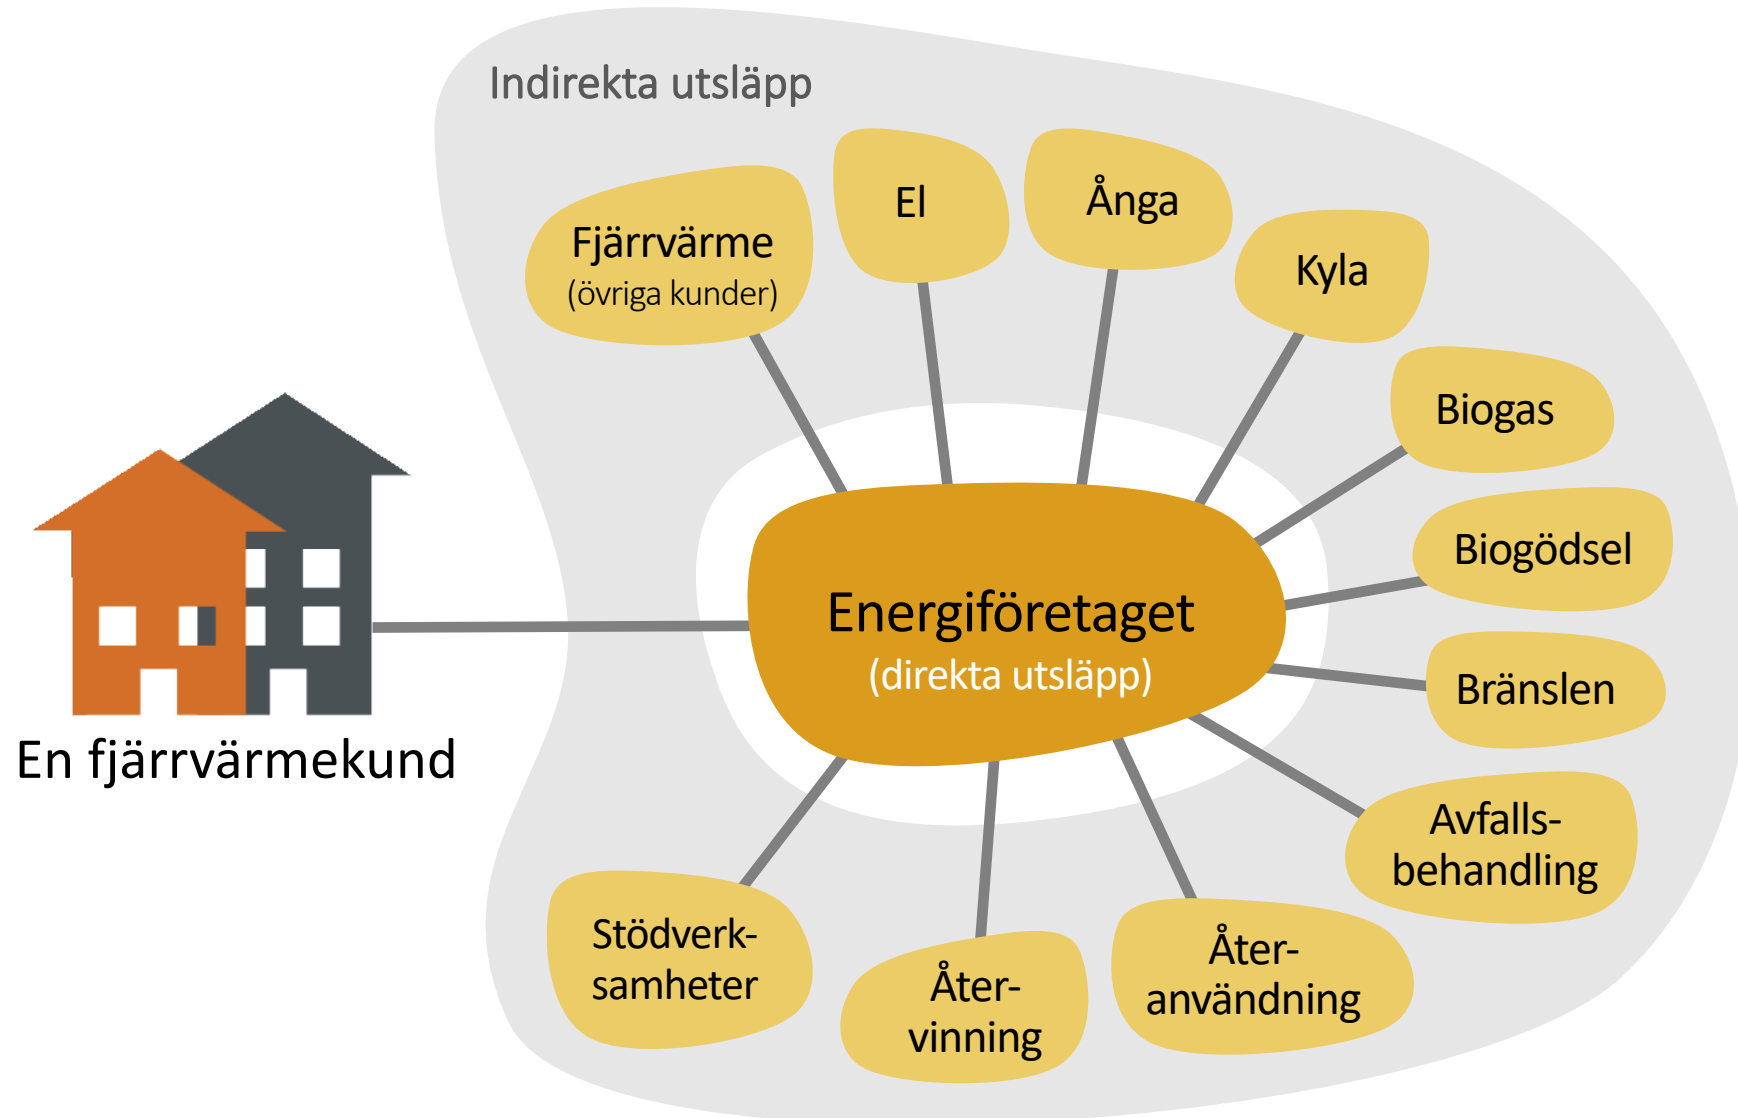 Indirekta utsläpp
Fjärrvärme
(övriga kunder)
El
Ånga
Kyla
Biogas
Biogödsel
Bränslen
Avfalls-
behandling
Åter-
användning
Åter-
vinning
Stödverk-
samheter
Energiföretaget
(direkta utsläpp)
En fjärrvärmekund